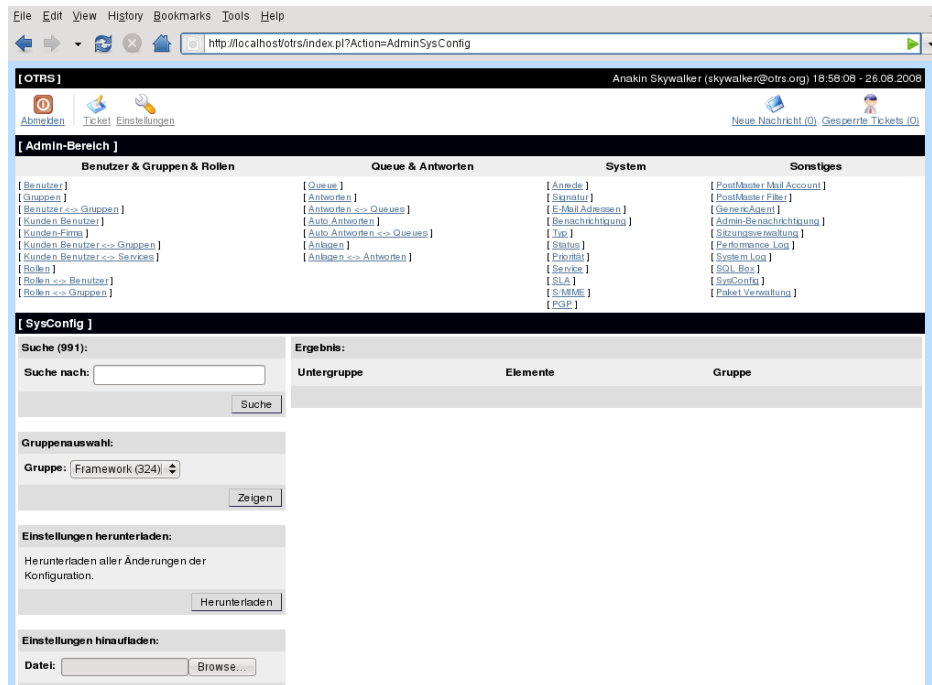 File Edit View History Bookmarks Tools Help
http://localhost/otrs/index.pl?Action=AdminSysConfig
[ OTRS ] Anakin Skywalker (skywalker@otrs.org) 18:58:08 - 26.08.2008
Abmelden Ticket Einstellungen Neue Nachricht (0) Gesperrte Tickets (0)
[ Admin-Bereich ]
Benutzer & Gruppen & Rollen Queue & Antworten System Sonstiges
[ Benutzer ] [ Queue ] [ Anrede ] [ PostMaster Mail Account ]
[ Gruppen ] [ Antworten ] [ Signatur ] [ PostMaster Filter ]
[ Benutzer <-> Gruppen ] [ Antworten <-> Queues ] [ E-Mail Adressen ] [ GenericAgent ]
[ Kunden Benutzer ] [ Auto Antworten ] [ Benachrichtigung ] [ Admin-Benachrichtigung ]
[ Kunden-Firma ] [ Auto Antworten <-> Queues ] [ Typ ] [ Sitzungsverwaltung ]
[ Kunden Benutzer <-> Gruppen ] [ Anlagen ] [ Status ] [ Performance Log ]
[ Kunden Benutzer <-> Services ] [ Anlagen <-> Antworten ] [ Priorität ] [ System Log ]
[ Rollen ] [ Service ] [ SQL Box ]
[ Rollen <-> Benutzer ] [ SLA ] [ SysConfig ]
[ Rollen <-> Gruppen ] [ S/MIME ] [ Paket Verwaltung ]
[ PGP ]
[ SysConfig ]
Suche (991): Ergebnis:
Suche nach: Untergruppe Elemente Gruppe
Suche
Gruppenauswahl:
Gruppe: Framework (324)
Zeigen
Einstellungen herunterladen:
Herunterladen aller Änderungen der
Konfiguration.
Herunterladen
Einstellungen hinaufladen:
Datei: Browse...